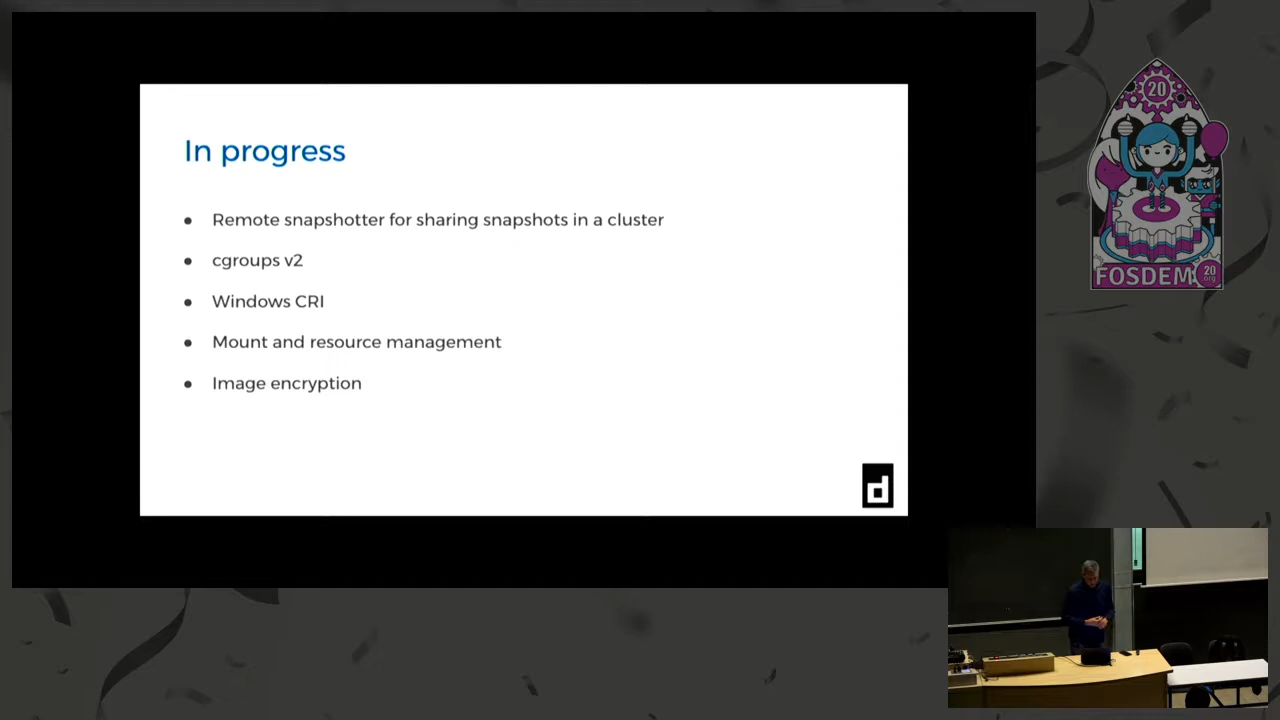 In progress
● Remote snapshotter for sharing snapshots in a cluster
● cgroups v2
● Windows CRI
● Mount and resource management
● Image encryption
d
20
FOSDEM
20
.org